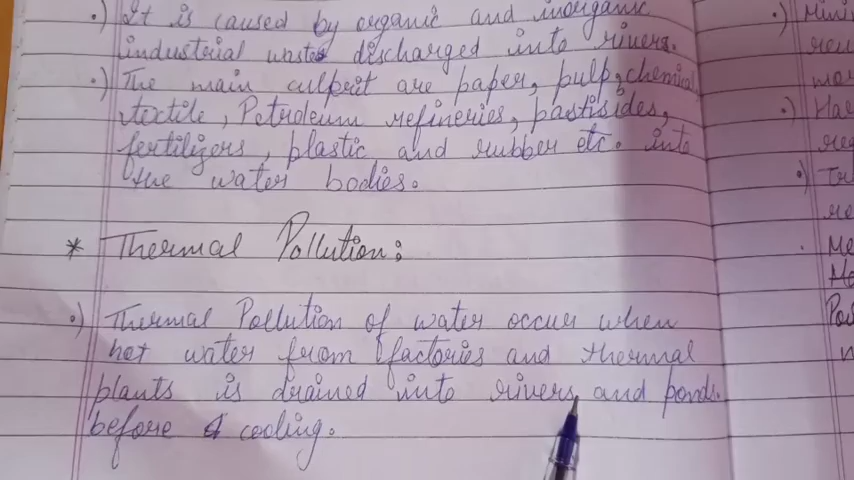 •) It is caused by organic and inorganic
industrial waste discharged into rivers.
•) The main culprit are paper, pulp, chemical,
textile, Petroleum refineries, pastisides,
fertilizers, plastic and rubber etc. into
the water bodies.
* Thermal Pollution:
•) Thermal Pollution of water occur when
hot water from factories and thermal
plants is drained into rivers and ponds.
before cooling.